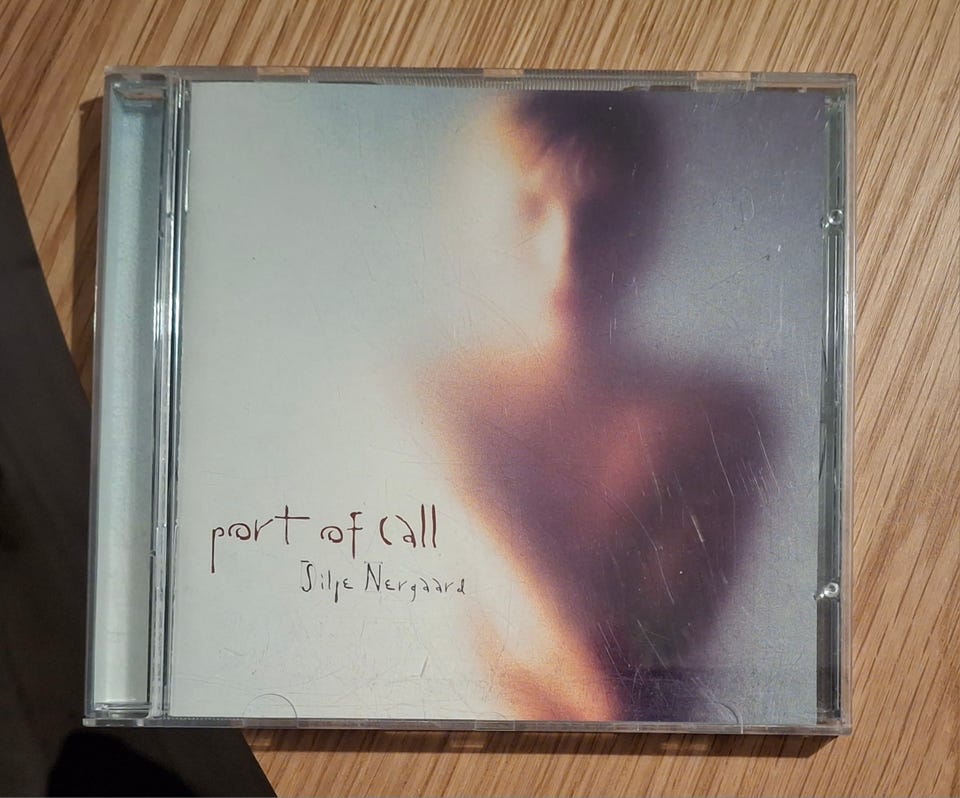 port of call
Silje Nergaard